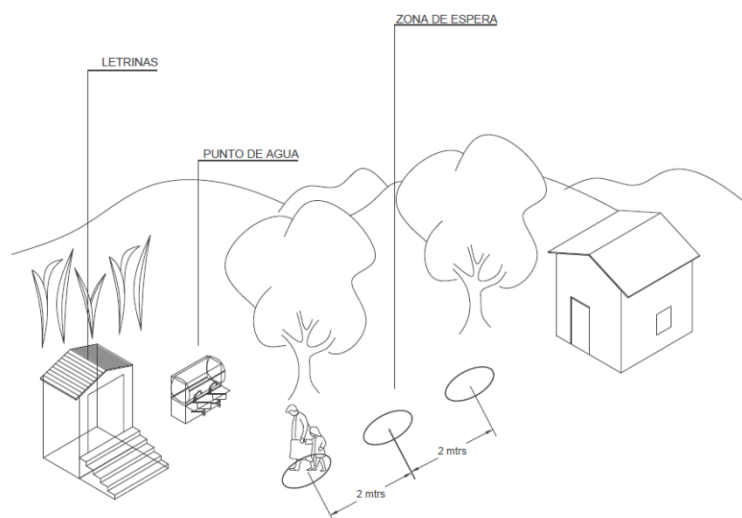 ZONA DE ESPERA
LETRINAS
PUNTO DE AGUA
2 mtrs
2 mtrs